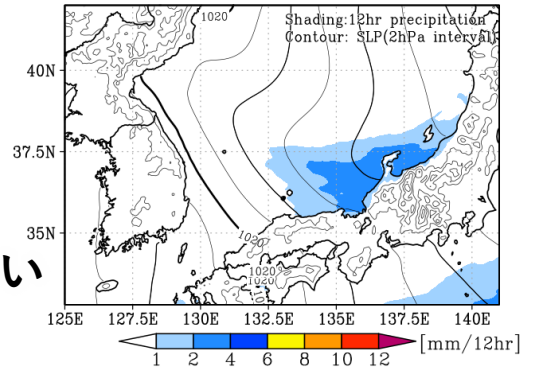 1020
Shading:12hr precipitation
Contour: SLP(2hPa interval)
40N
37.5N
35N
い
1020
1020
1020
125E 127.5E 130E 132.5E 135E 137.5E 140E
[mm/12hr]
1 2 4 6 8 10 12